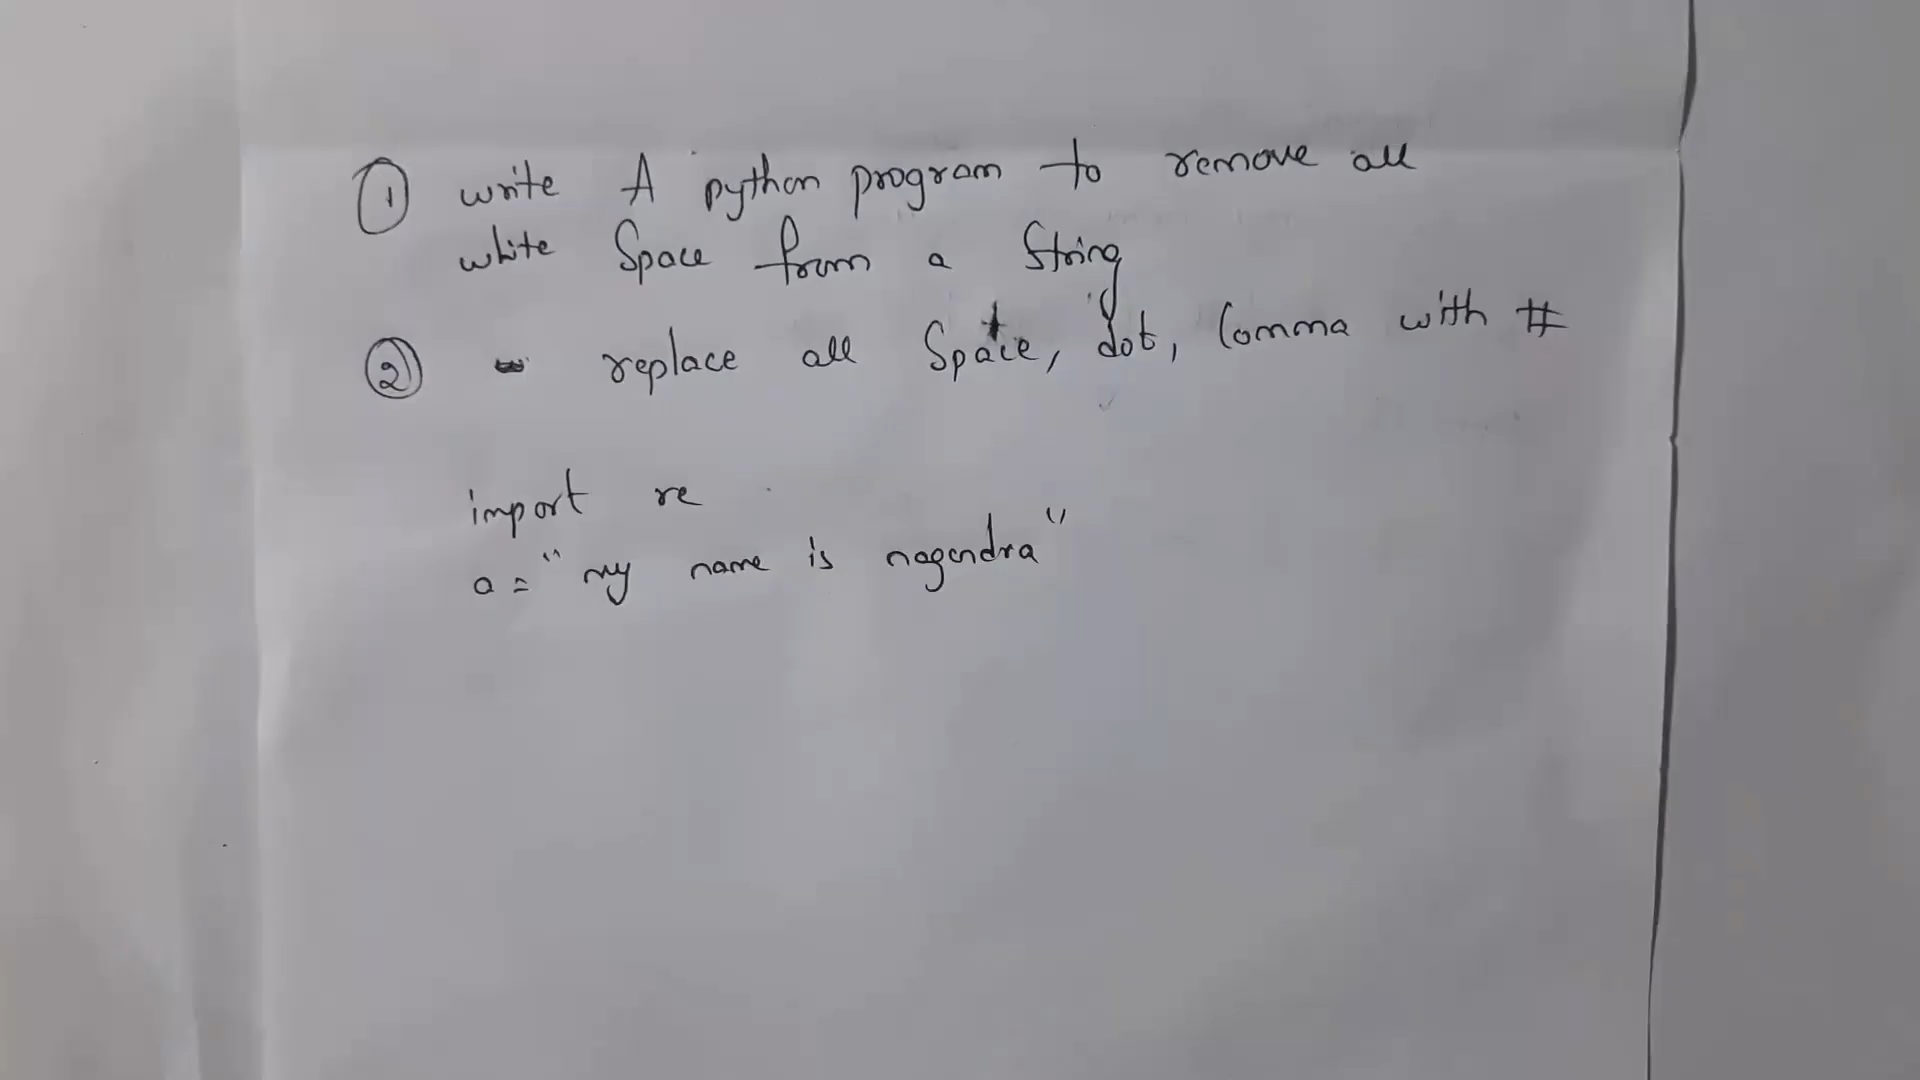 ① write A python program to remove all
white space from a string
② replace all space, dot, comma with #
import re
a = "my name is nagendra"